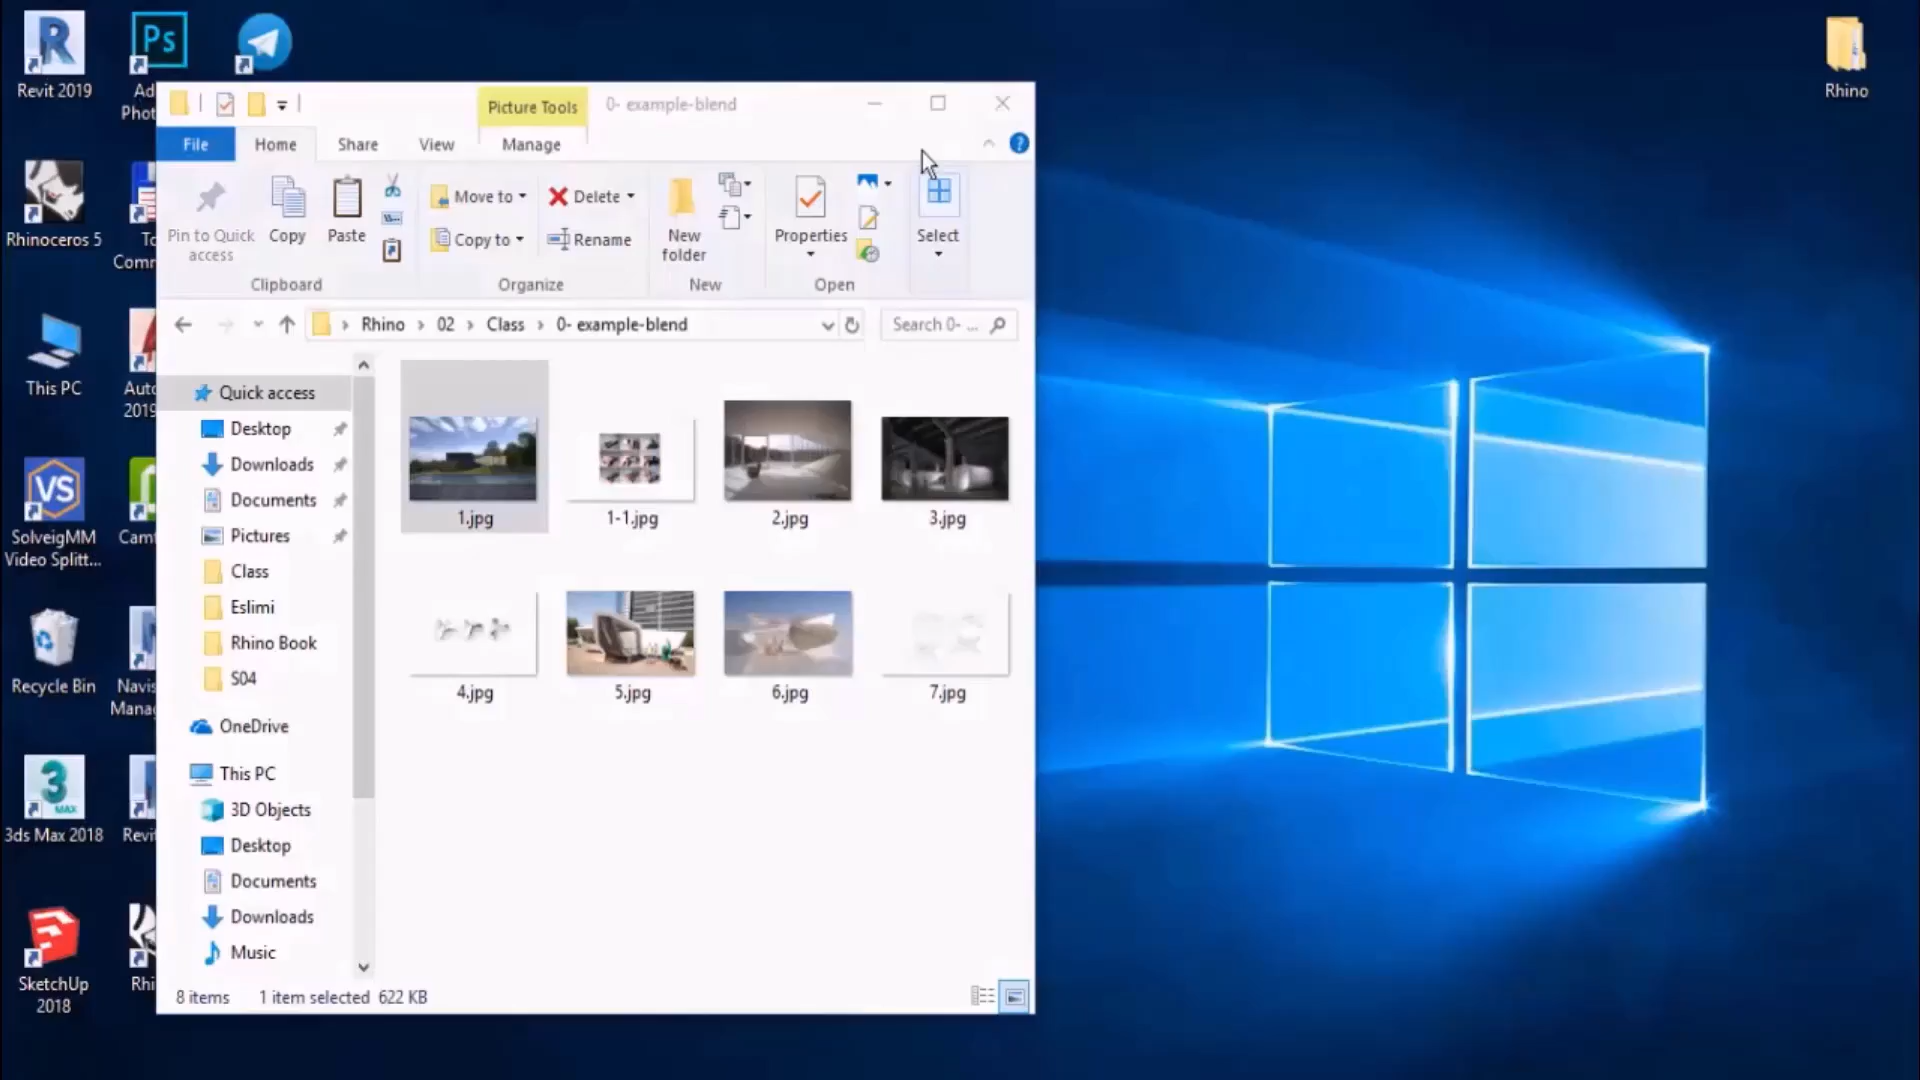 Revit 2019
Ps
Ad
Phot
Rhino
Picture Tools
0- example-blend
File
Home
Share
View
Manage
Pin to Quick
access
Copy
Paste
Move to
Copy to
Delete
Rename
New
folder
Properties
Select
Clipboard
Organize
New
Open
Rhino
02
Class
0- example-blend
Search 0- ...
Quick access
Desktop
Downloads
Documents
Pictures
Class
Eslimi
Rhino Book
S04
OneDrive
This PC
3D Objects
Desktop
Documents
Downloads
Music
1.jpg
1-1.jpg
2.jpg
3.jpg
4.jpg
5.jpg
6.jpg
7.jpg
8 items
1 item selected 622 KB
Rhinoceros 5
To
Comm
This PC
Auto
2019
VS
SolveigMM
Video Splitt...
Camt
Recycle Bin
Navis
Manag
3
MAX
3ds Max 2018
Revit
SketchUp
2018
Rhi